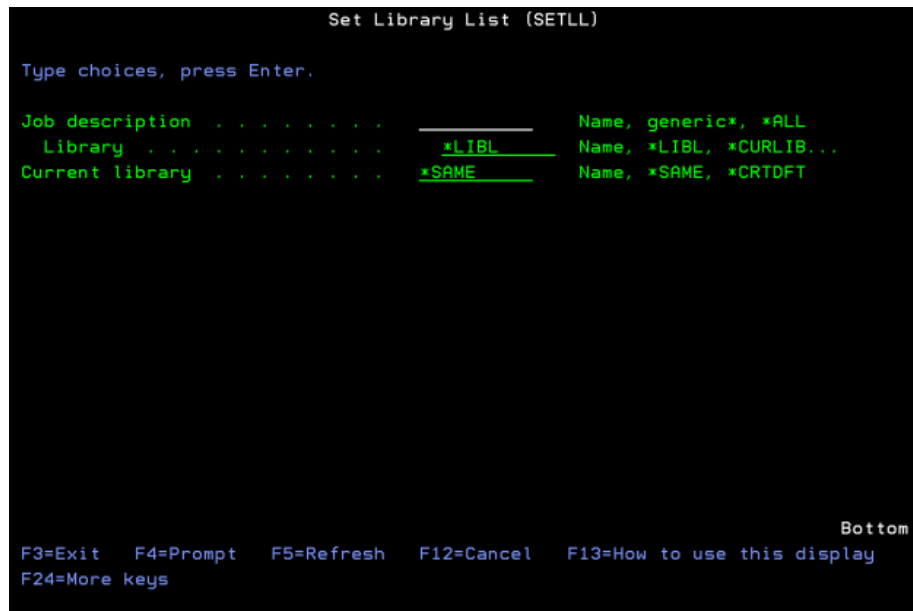 Set Library List (SETLL)
Type choices, press Enter.
Job description . . . . . . . . __________ Name, generic*, *ALL
Library . . . . . . . . . . . *LIBL Name, *LIBL, *CURLIB...
Current library . . . . . . . . *SAME Name, *SAME, *CRTDFT
Bottom
F3=Exit F4=Prompt F5=Refresh F12=Cancel F13=How to use this display
F24=More keys